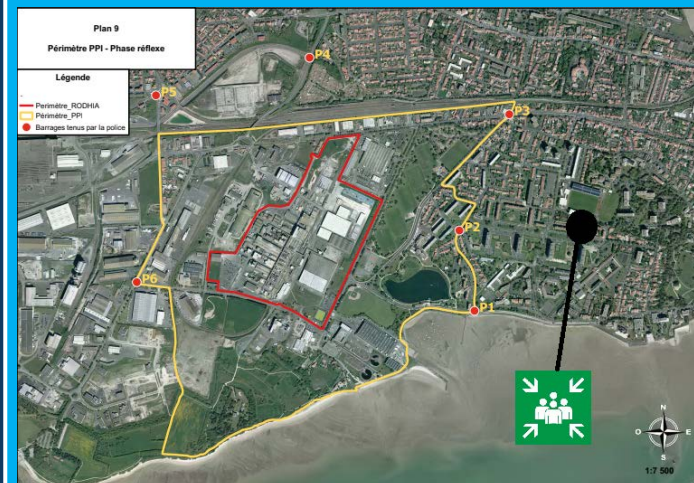 Plan 9
Périmètre PPI - Phase réflexe
Légende
Perimètre_RODHIA
Périmètre_PPI
Barrages tenus par la police
P4
P5
P3
P2
P6
P1
N
O
E
S
1:7 500